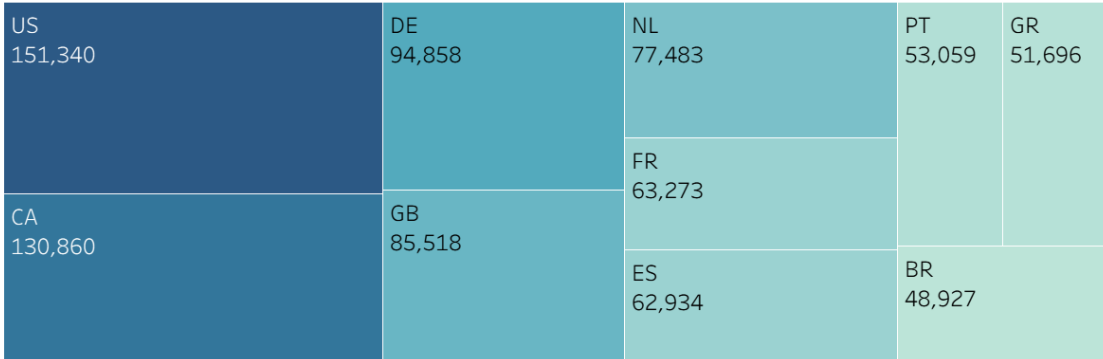 US
151,340
CA
130,860
DE
94,858
GB
85,518
NL
77,483
FR
63,273
ES
62,934
PT
53,059
GR
51,696
BR
48,927